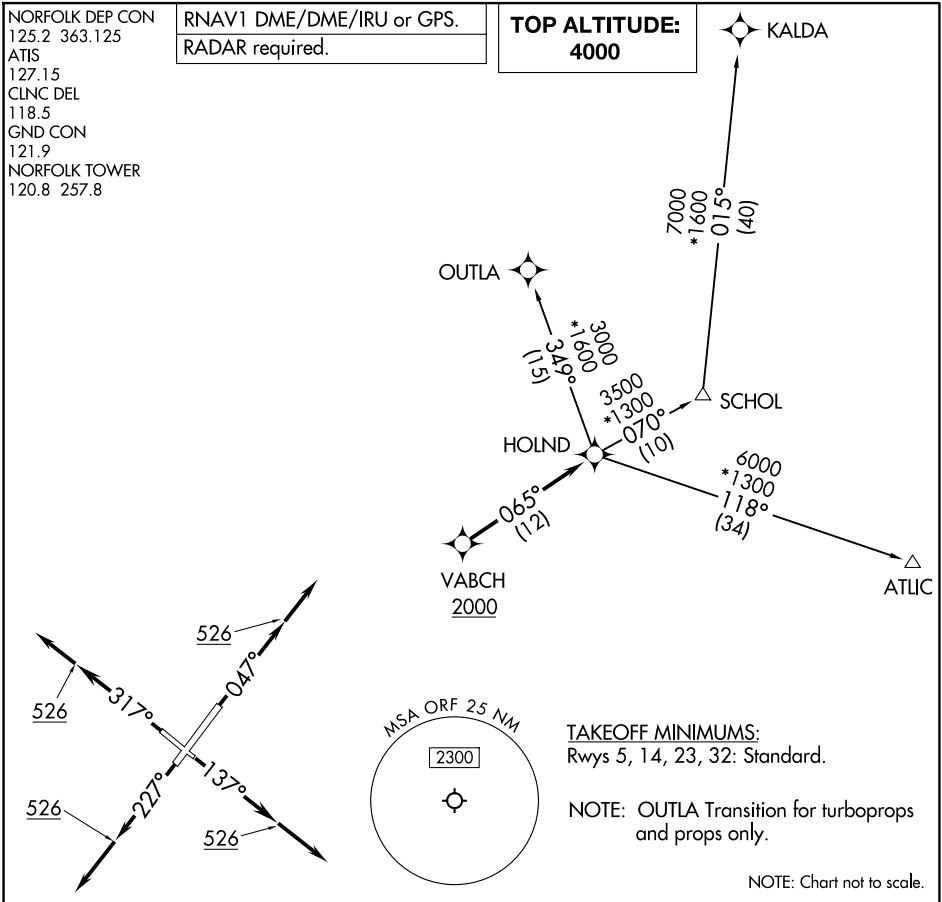 NORFOLK DEP CON
125.2 363.125
ATIS
127.15
CLNC DEL
118.5
GND CON
121.9
NORFOLK TOWER
120.8 257.8
RNAV1 DME/DME/IRU or GPS.
RADAR required.
TOP ALTITUDE:
4000
KALDA
7000
*1600
015°
(40)
OUTLA
3000
*1600
349°
(15)
3500
*1300
070°
(10)
SCHOL
HOLND
6000
*1300
118°
(34)
ATLIC
065°
(12)
VABCH
2000
526
047°
526
317°
227°
526
137°
526
MSA ORF 25 NM
2300
TAKEOFF MINIMUMS:
Rwys 5, 14, 23, 32: Standard.
NOTE: OUTLA Transition for turboprops
and props only.
NOTE: Chart not to scale.